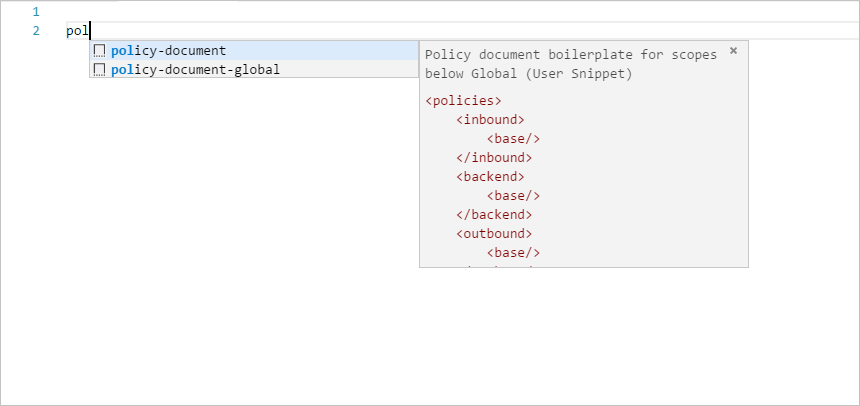 1
2 pol
policy-document
policy-document-global
Policy document boilerplate for scopes ×
below Global (User Snippet)
<policies>
<inbound>
<base/>
</inbound>
<backend>
<base/>
</backend>
<outbound>
<base/>